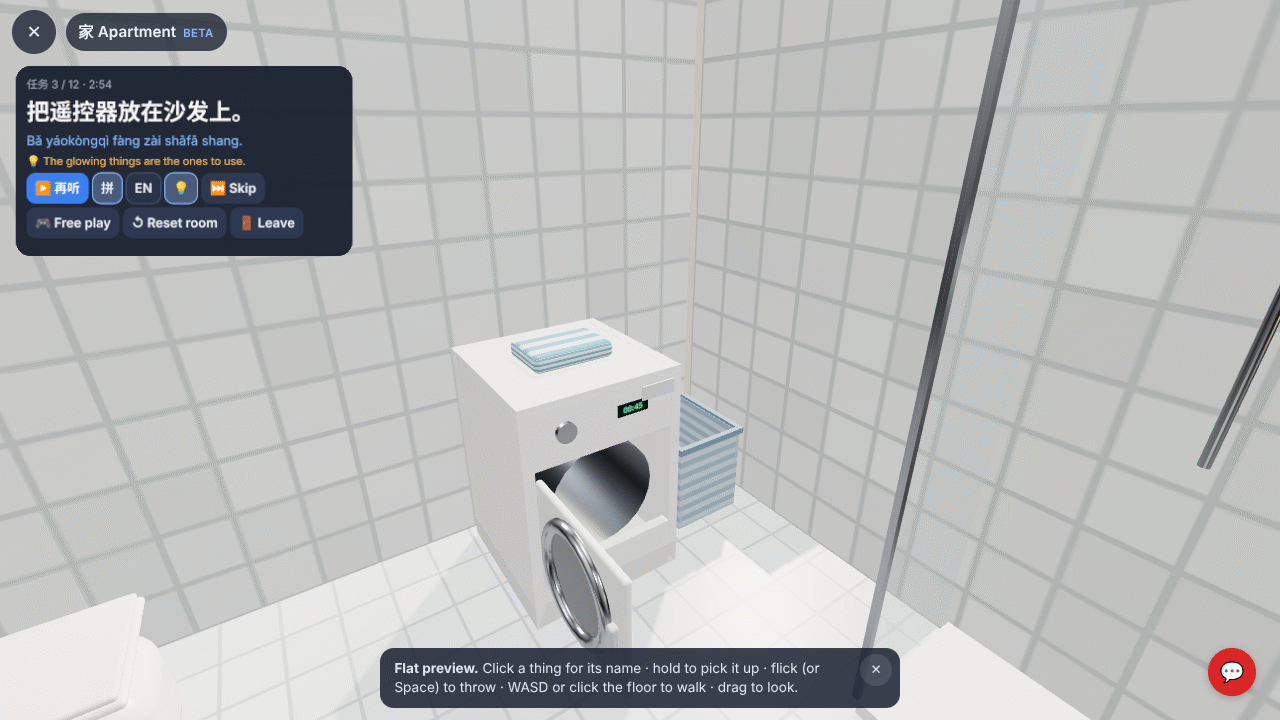 ✕ 家 Apartment BETA
任务 3 / 12 · 2:54
把遥控器放在沙发上。
Bǎ yáokòngqì fàng zài shāfā shang.
💡 The glowing things are the ones to use.
▶️ 再听 拼 EN 💡 ⏭️ Skip
🎮 Free play ↺ Reset room 🚪 Leave
00:45
Flat preview. Click a thing for its name · hold to pick it up · flick (or
Space) to throw · WASD or click the floor to walk · drag to look.
✕